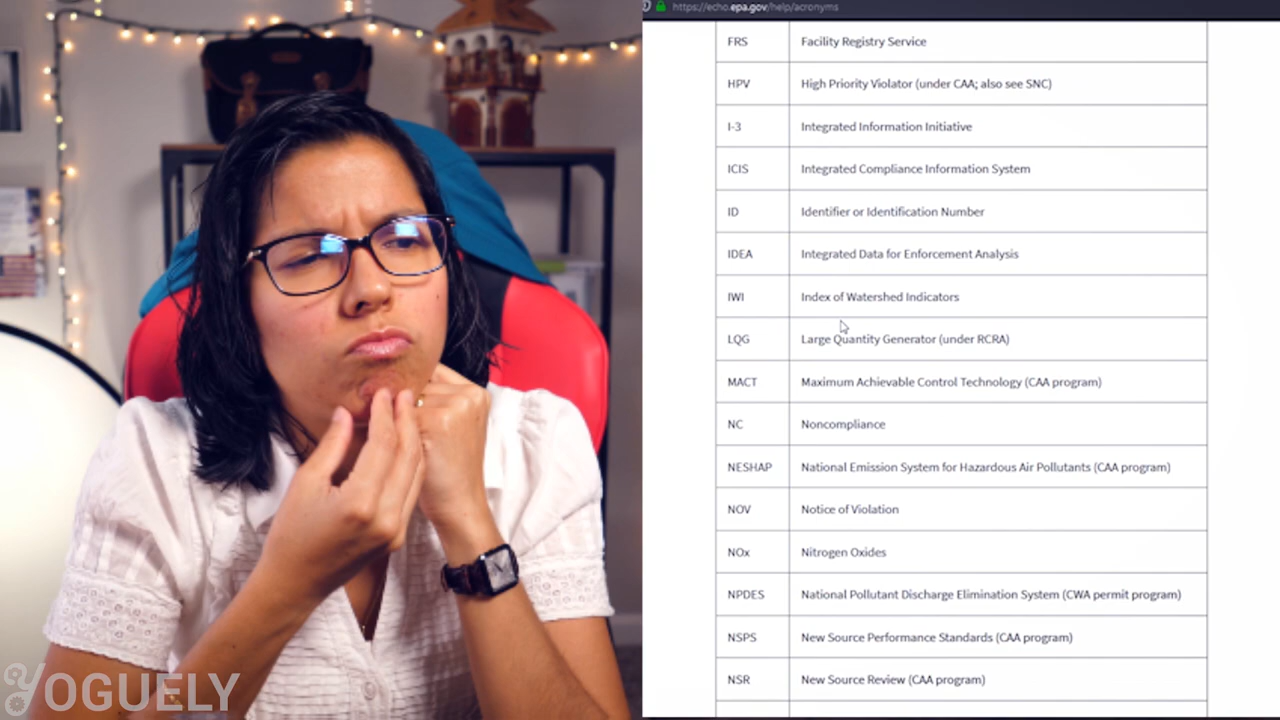 https://echo.epa.gov/help/acronyms
FRS Facility Registry Service
HPV High Priority Violator (under CAA; also see SNC)
I-3 Integrated Information Initiative
ICIS Integrated Compliance Information System
ID Identifier or Identification Number
IDEA Integrated Data for Enforcement Analysis
IWI Index of Watershed Indicators
LQG Large Quantity Generator (under RCRA)
MACT Maximum Achievable Control Technology (CAA program)
NC Noncompliance
NESHAP National Emission System for Hazardous Air Pollutants (CAA program)
NOV Notice of Violation
NOx Nitrogen Oxides
NPDES National Pollutant Discharge Elimination System (CWA permit program)
NSPS New Source Performance Standards (CAA program)
NSR New Source Review (CAA program)
YOGUELY